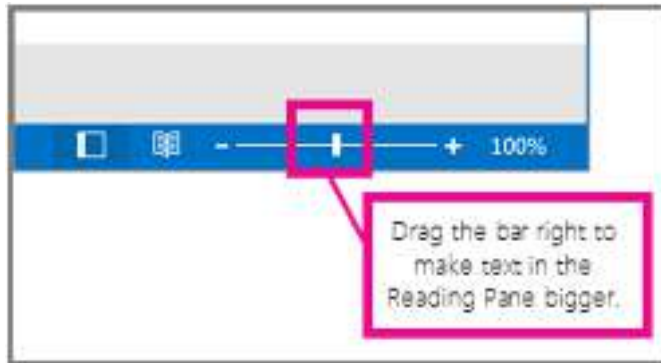 - + 100%
Drag the bar right to
make text in the
Reading Pane bigger.